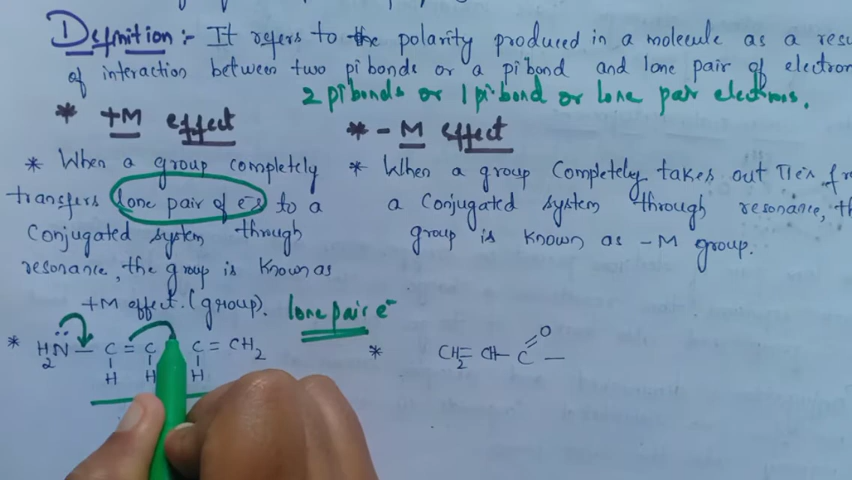 Definition :- It refers to the polarity produced in a molecule as a
of interaction between two pi bonds or a pi bond and lone pair of
2 pi bonds or 1 pi bond or lone pair electrons.
* +M effect
* When a group completely
transfers lone pair of e-s to a
Conjugated system through
resonance, the group is known as
+M effect. (group).
lone pair e-
* - M effect
* When a group Completely takes out
a Conjugated system through resonance,
group is known as -M group.
* H2N̈ - C = C C = CH2
H H H
* CH2= CH- C -
O